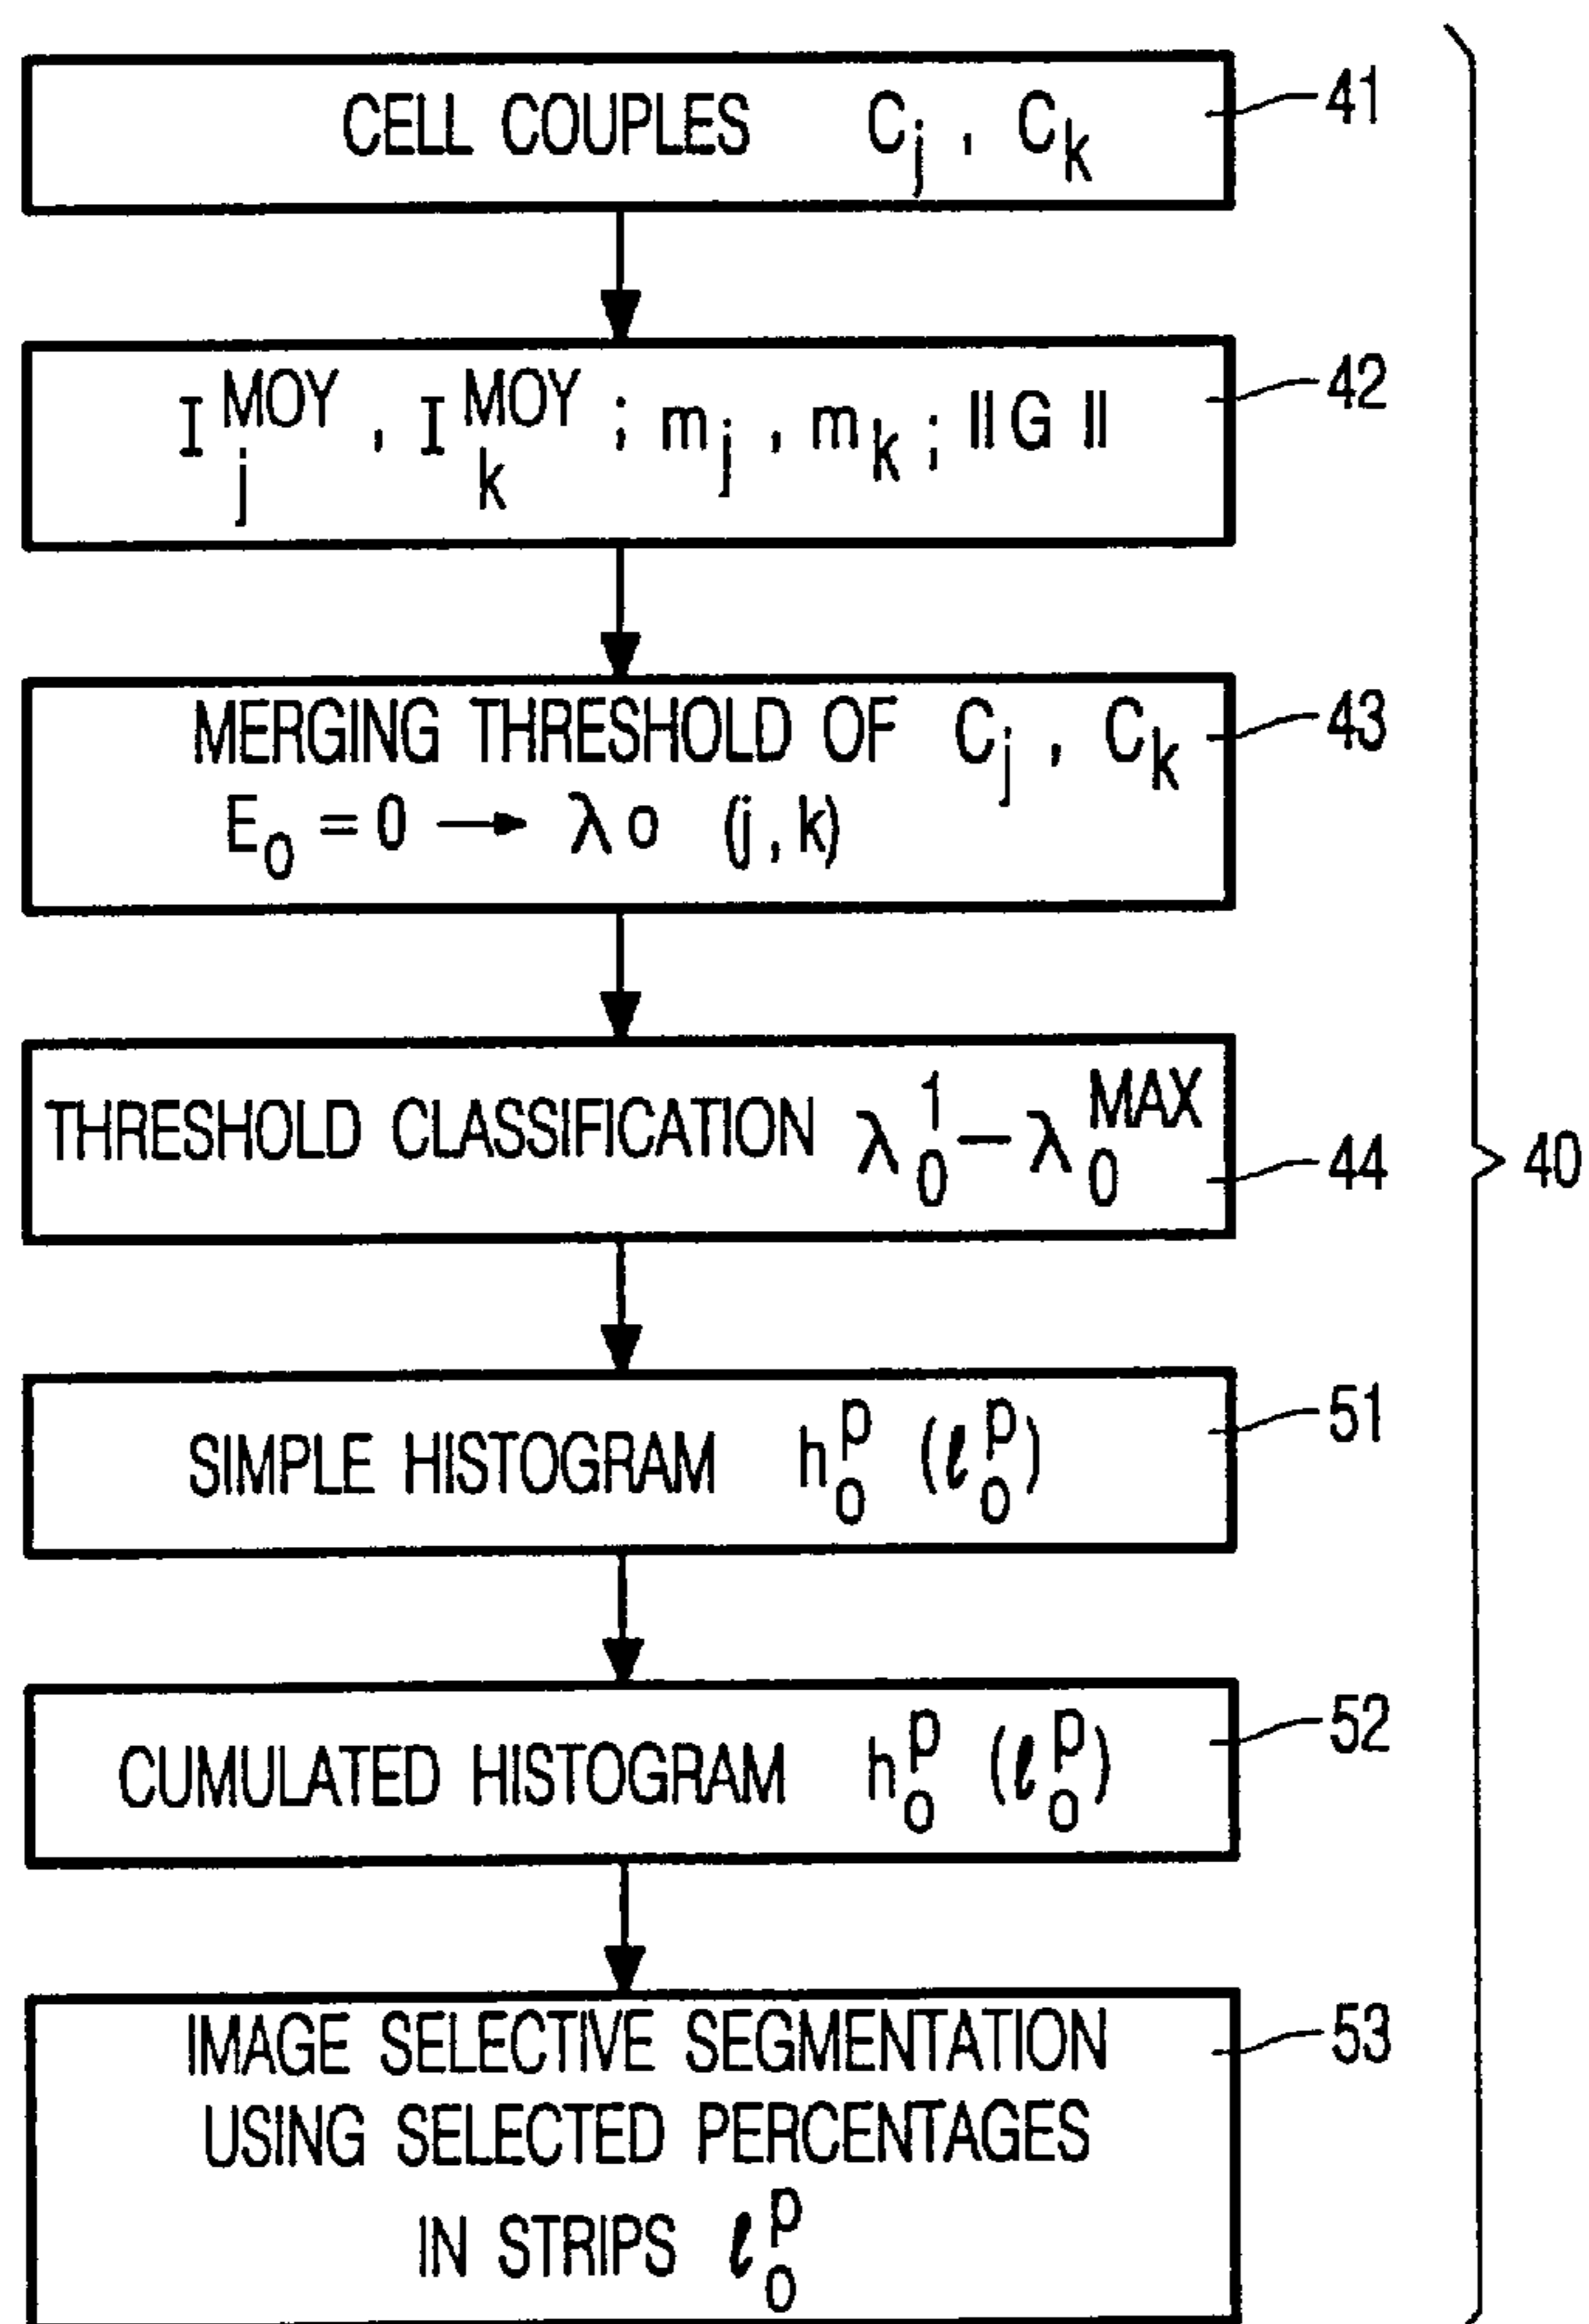 CELL COUPLES C_j , C_k 41
I_j^MOY , I_k^MOY ; m_j , m_k ; ||G|| 42
MERGING THRESHOLD OF C_j , C_k 43
E_0 = 0 → λo (j,k)
THRESHOLD CLASSIFICATION λ_0^1 – λ_0^MAX
44
40
SIMPLE HISTOGRAM h_o^p (ℓ_o^p) 51
CUMULATED HISTOGRAM h_o^p (ℓ_o^p) 52
IMAGE SELECTIVE SEGMENTATION 53
USING SELECTED PERCENTAGES
IN STRIPS ℓ_o^p